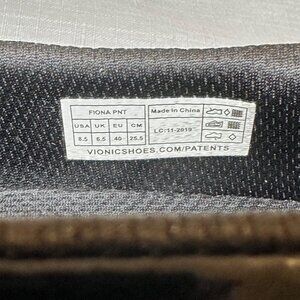 FIONA PNT
USA UK EU CM
8.5 6.5 40 25.5
Made in China
LC:11-2019
VIONICSHOES.COM/PATENTS